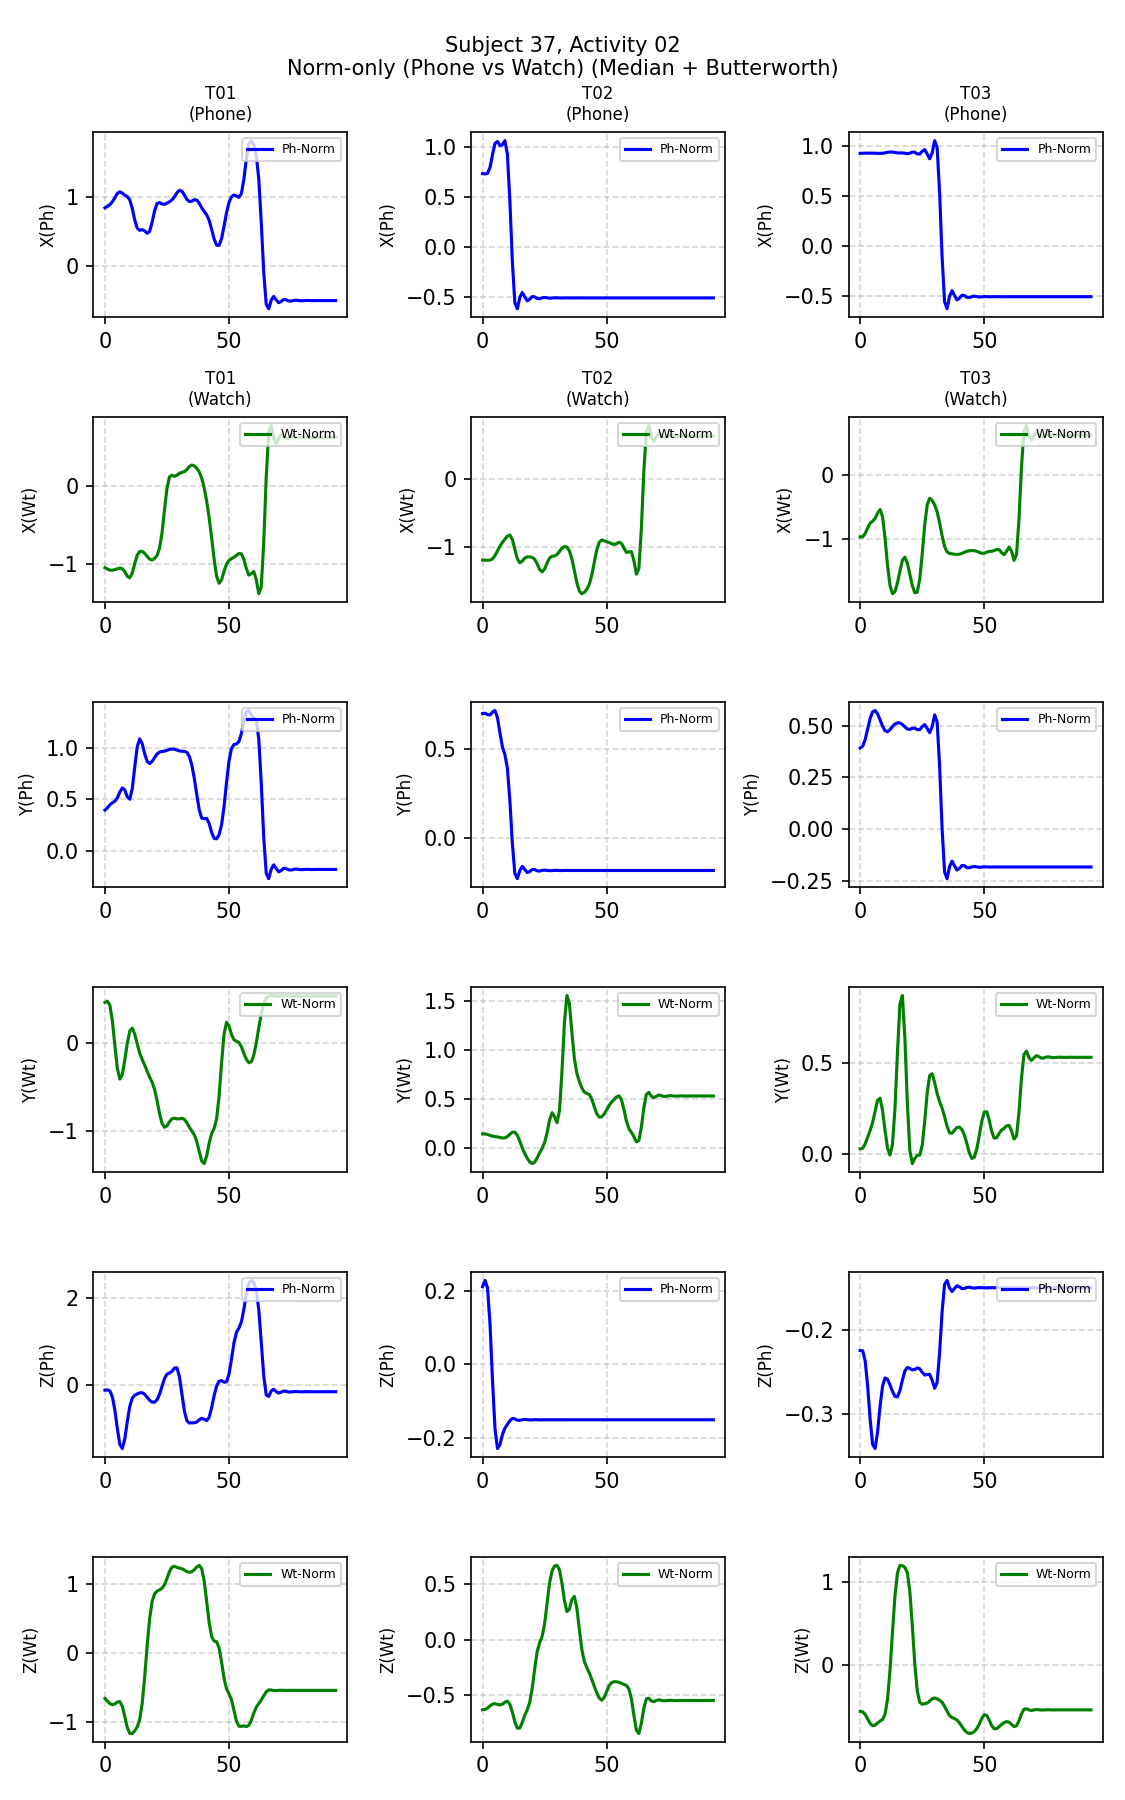 Subject 37, Activity 02
Norm-only (Phone vs Watch) (Median + Butterworth)
T01
(Phone)
T02
(Phone)
T03
(Phone)
X(Ph)
1
0
0
50
Ph-Norm
X(Ph)
1.0
0.5
0.0
−0.5
0
50
Ph-Norm
X(Ph)
1.0
0.5
0.0
−0.5
0
50
Ph-Norm
T01
(Watch)
T02
(Watch)
T03
(Watch)
X(Wt)
0
−1
0
50
Wt-Norm
X(Wt)
0
−1
0
50
Wt-Norm
X(Wt)
0
−1
0
50
Wt-Norm
Y(Ph)
1.0
0.5
0.0
0
50
Ph-Norm
Y(Ph)
0.5
0.0
0
50
Ph-Norm
Y(Ph)
0.50
0.25
0.00
−0.25
0
50
Ph-Norm
Y(Wt)
0
−1
0
50
Wt-Norm
Y(Wt)
1.5
1.0
0.5
0.0
0
50
Wt-Norm
Y(Wt)
0.5
0.0
0
50
Wt-Norm
Z(Ph)
2
0
0
50
Ph-Norm
Z(Ph)
0.2
0.0
−0.2
0
50
Ph-Norm
Z(Ph)
−0.2
−0.3
0
50
Ph-Norm
Z(Wt)
1
0
−1
0
50
Wt-Norm
Z(Wt)
0.5
0.0
−0.5
0
50
Wt-Norm
Z(Wt)
1
0
0
50
Wt-Norm